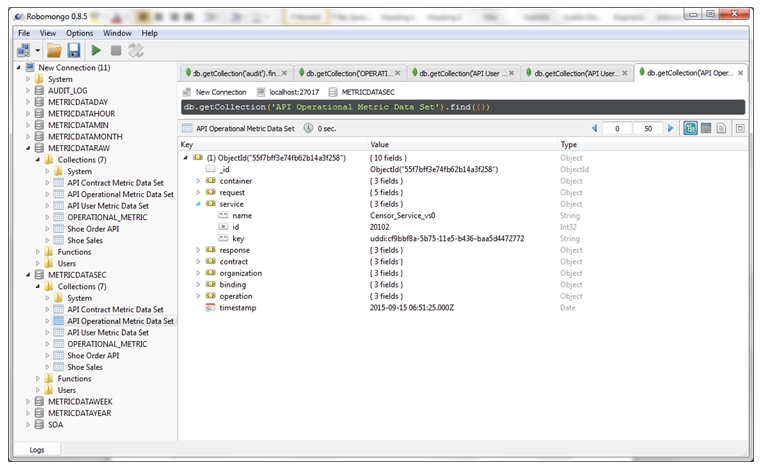 Robomongo 0.8.5
File View Options Window Help
New Connection (11)
System
AUDIT_LOG
METRICDATADAY
METRICDATAHOUR
METRICDATAMIN
METRICDATAMONTH
METRICDATARAW
Collections (7)
System
API Contract Metric Data Set
API Operational Metric Data Set
API User Metric Data Set
OPERATIONAL_METRIC
Shoe Order API
Shoe Sales
Functions
Users
METRICDATASEC
Collections (7)
System
API Contract Metric Data Set
API Operational Metric Data Set
API User Metric Data Set
OPERATIONAL_METRIC
Shoe Order API
Shoe Sales
Functions
Users
METRICDATAWEEK
METRICDATAYEAR
SOA
Logs
db.getCollection('audit').fin... db.getCollection('OPERATI... db.getCollection('API User ... db.getCollection('API User... db.getCollection('API Oper...
New Connection localhost:27017 METRICDATASEC
db.getCollection('API Operational Metric Data Set').find({})
API Operational Metric Data Set 0 sec. 0 50
Key Value Type
(1) ObjectId("55f7bff3e74fb62b14a3f258") { 10 fields } Object
_id ObjectId("55f7bff3e74fb62b14a3f258") ObjectId
container { 3 fields } Object
request { 5 fields } Object
service { 3 fields } Object
name Censor_Service_vs0 String
id 20102 Int32
key uddi:cf9bbf8a-5b75-11e5-b436-baa5d4472772 String
response { 3 fields } Object
contract { 3 fields } Object
organization { 3 fields } Object
binding { 3 fields } Object
operation { 3 fields } Object
timestamp 2015-09-15 06:51:25.000Z Date